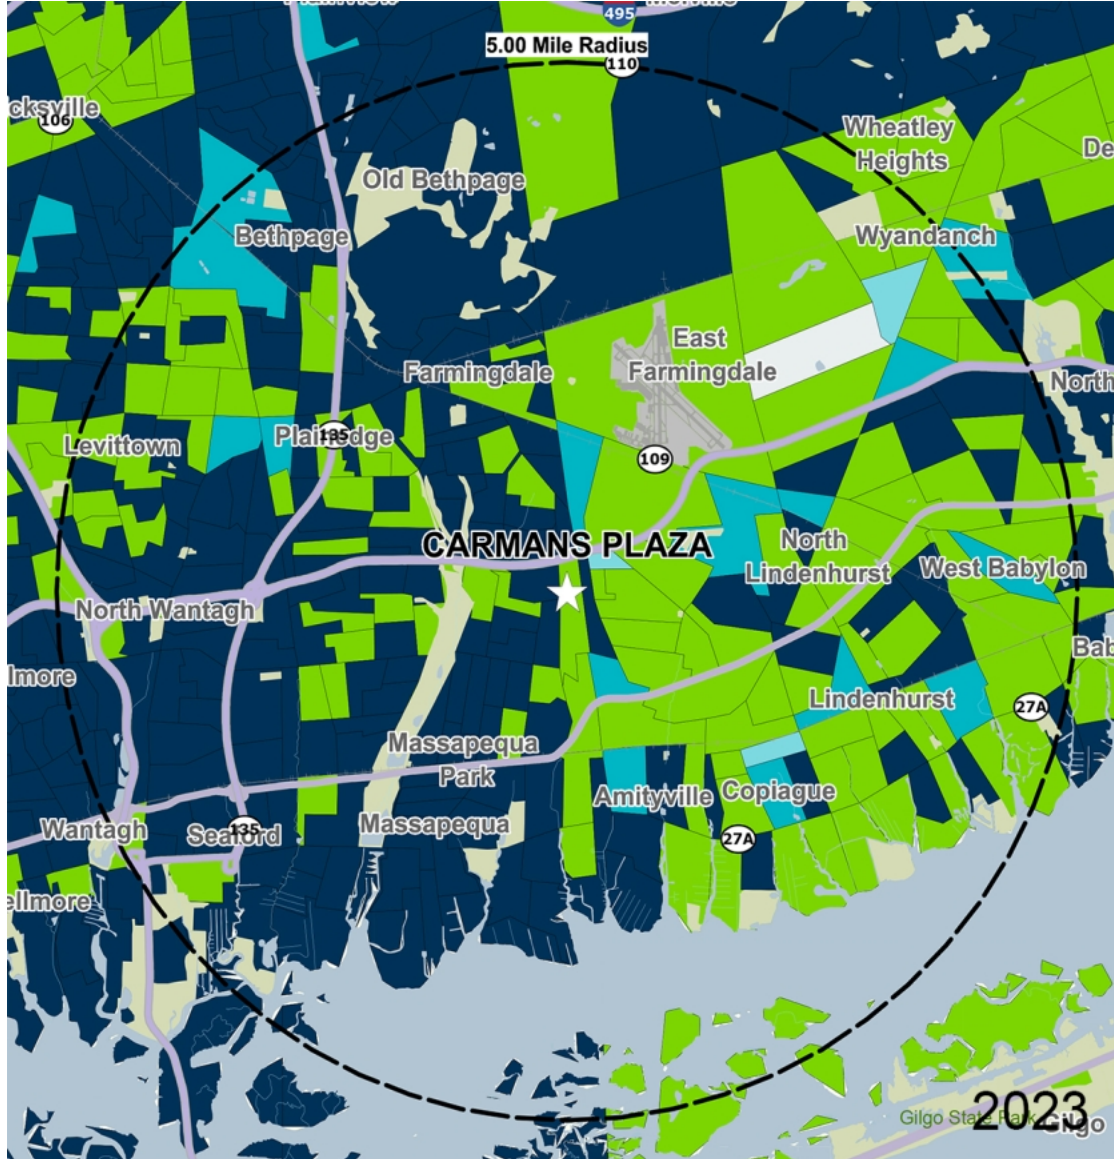 495
5.00 Mile Radius
110
cksville
106
Wheatley
Heights
De
Old Bethpage
Bethpage
Wyandanch
East
Farmingdale
Farmingdale
North
Levittown
Plainedge
135
109
CARMANS PLAZA
North
Lindenhurst
West Babylon
North Wantagh
Bab
lmore
Lindenhurst
27A
Massapequa
Park
Amityville
Copiague
Wantagh
Seaford
135
Massapequa
27A
ellmore
2023
Gilgo State Park
Gilgo